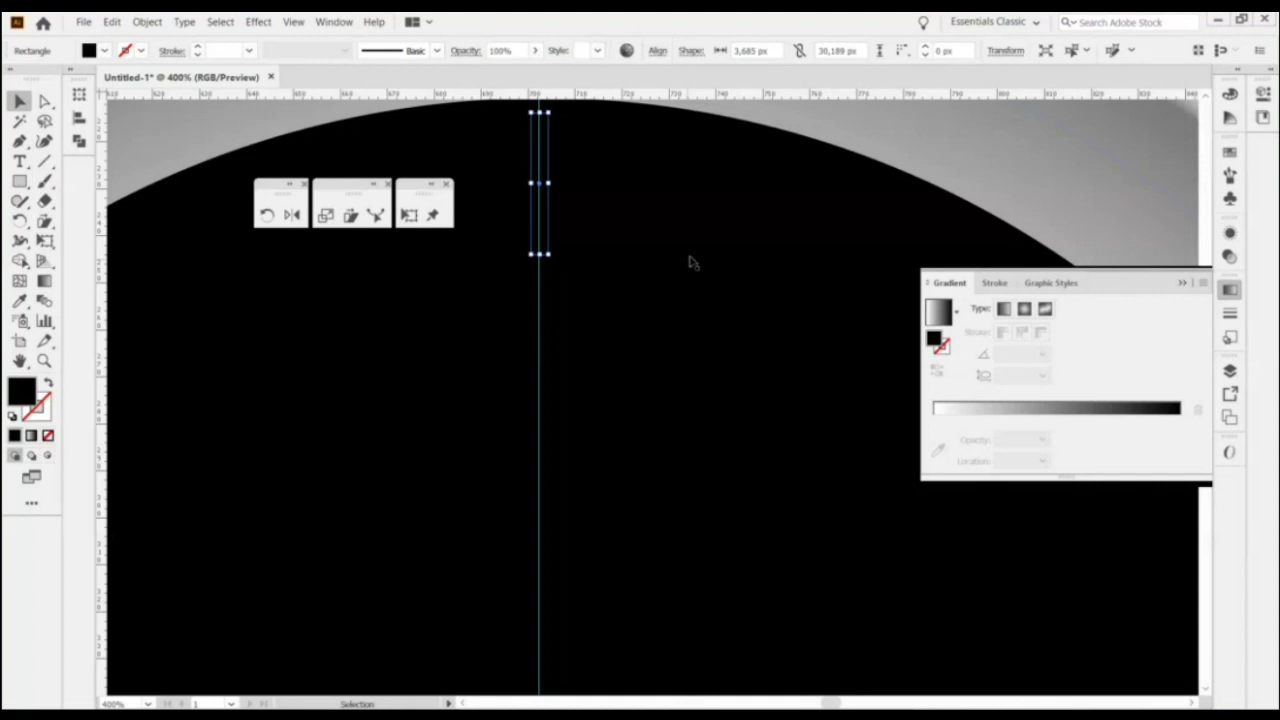 Ai File Edit Object Type Select Effect View Window Help Essentials Classic Search Adobe Stock
Rectangle Stroke: Basic Opacity: 100% Style: Align Shape: 3,685 px 30,189 px 0 px Transform
Untitled-1* @ 400% (RGB/Preview)
Gradient Stroke Graphic Styles
Type:
Stroke:
Opacity:
Location:
400% 1 Selection